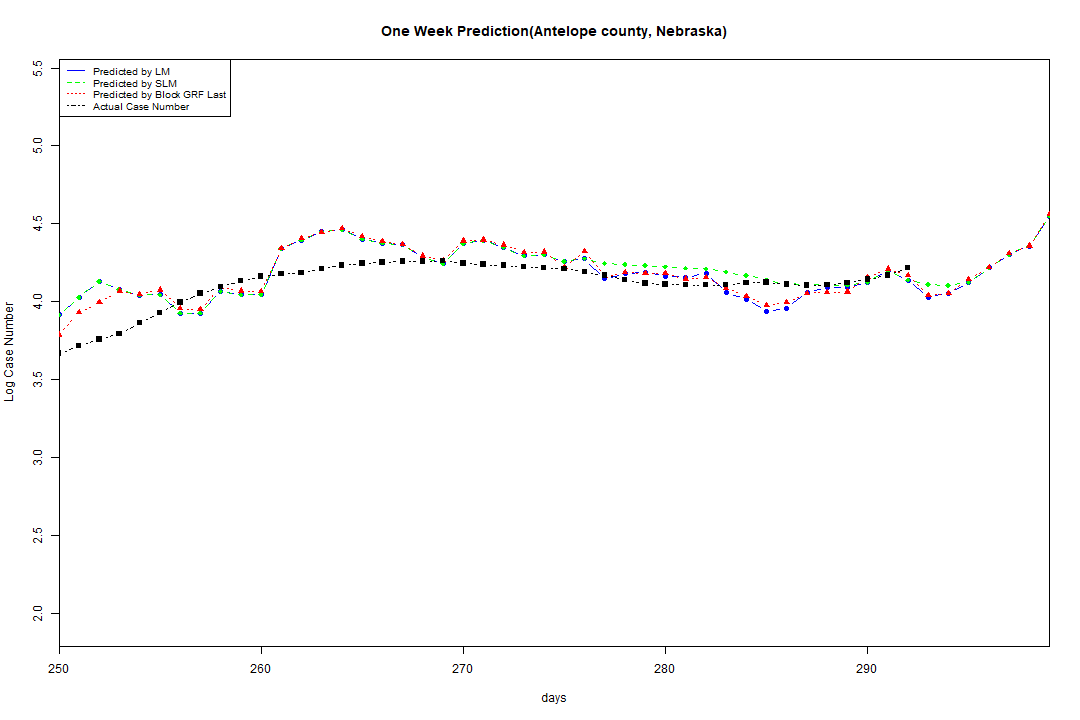 One Week Prediction(Antelope county, Nebraska)
Predicted by LM
Predicted by SLM
Predicted by Block GRF Last
Actual Case Number
5.5
5.0
4.5
4.0
3.5
3.0
2.5
2.0
Log Case Number
250 260 270 280 290
days